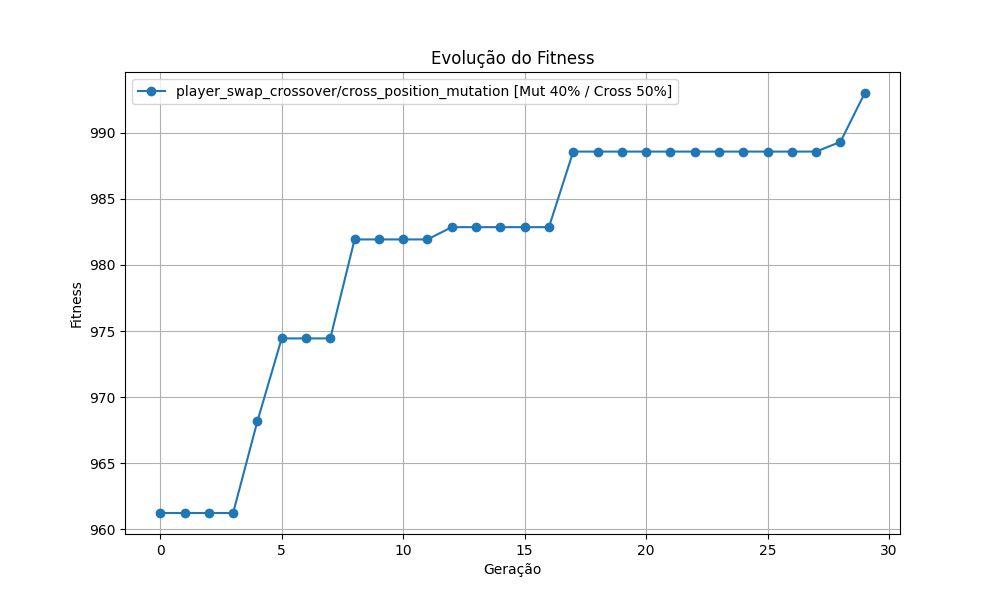 Evolução do Fitness
player_swap_crossover/cross_position_mutation [Mut 40% / Cross 50%]
Fitness
990
985
980
975
970
965
960
0 5 10 15 20 25 30
Geração